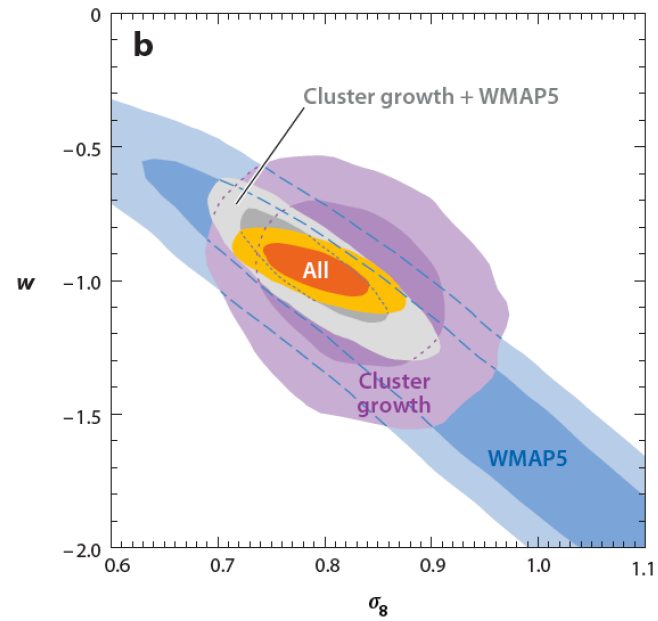 b
Cluster growth + WMAP5
All
Cluster
growth
WMAP5
w
0
−0.5
−1.0
−1.5
−2.0
0.6 0.7 0.8 0.9 1.0 1.1
σ8